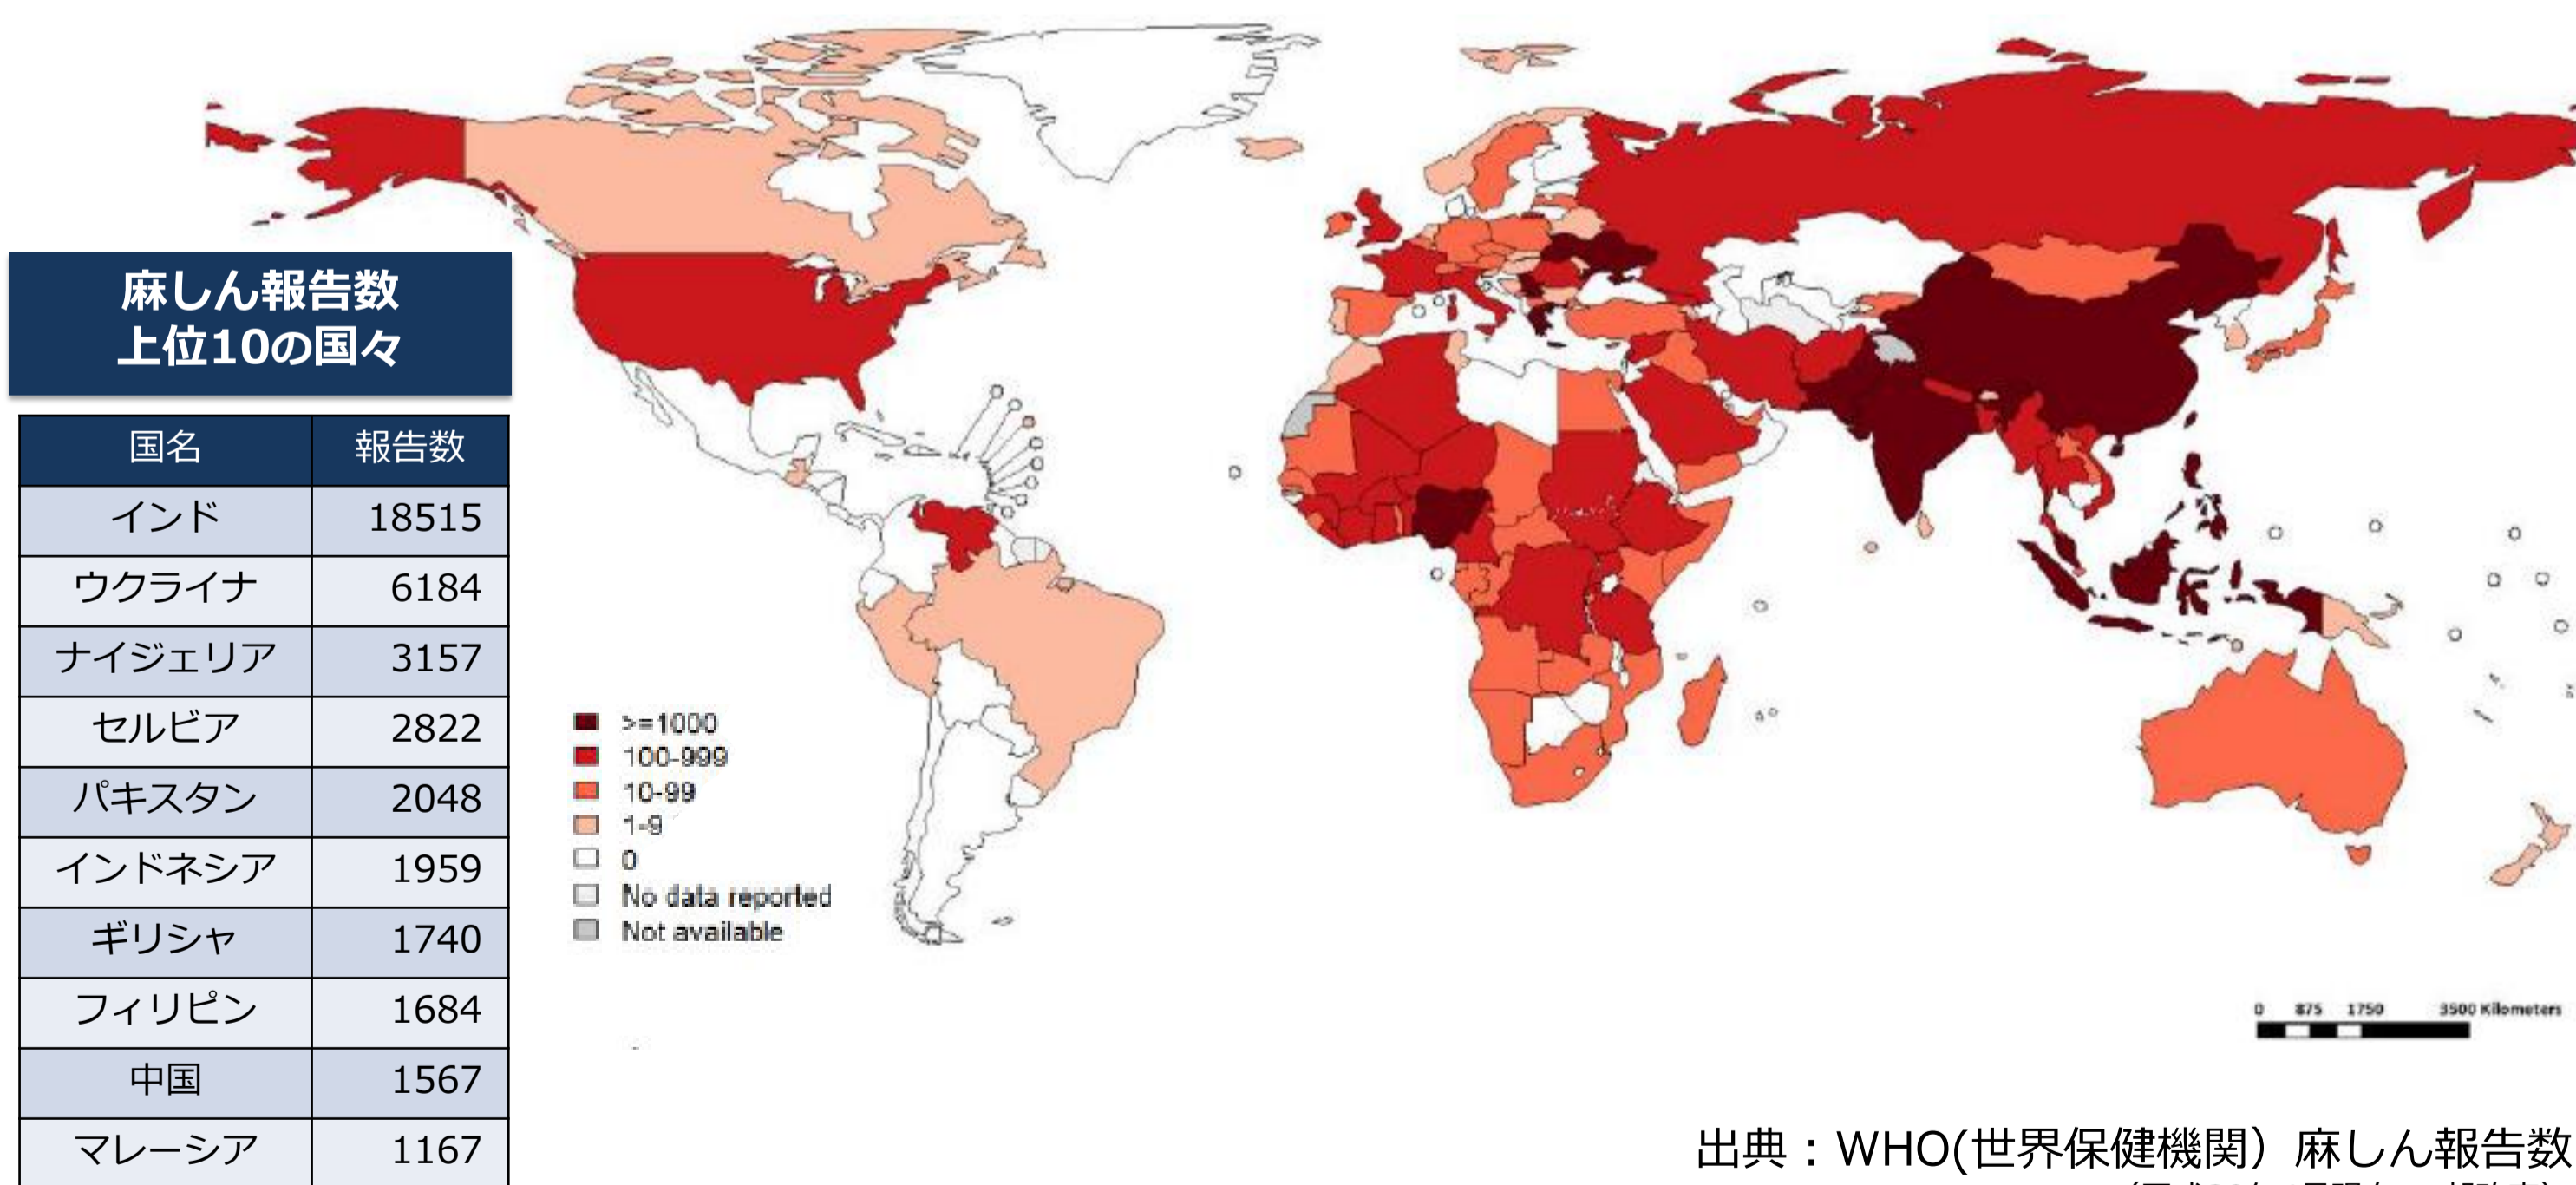 麻しん報告数
上位10の国々
国名 報告数
インド 18515
ウクライナ 6184
ナイジェリア 3157
セルビア 2822
パキスタン 2048
インドネシア 1959
ギリシャ 1740
フィリピン 1684
中国 1567
マレーシア 1167
>=1000
100-999
10-99
1-9
0
No data reported
Not available
0 875 1750 3500 Kilometers
出典：WHO(世界保健機関）麻しん報告数